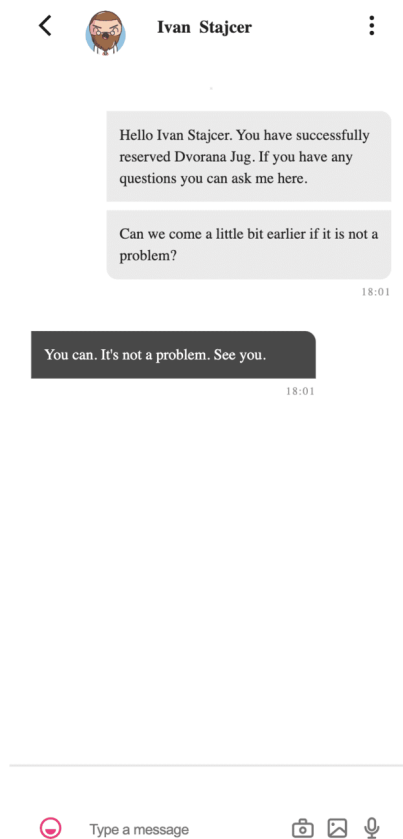 Ivan Stajcer
Hello Ivan Stajcer. You have successfully
reserved Dvorana Jug. If you have any
questions you can ask me here.
Can we come a little bit earlier if it is not a
problem?
18:01
You can. It's not a problem. See you.
18:01
Type a message